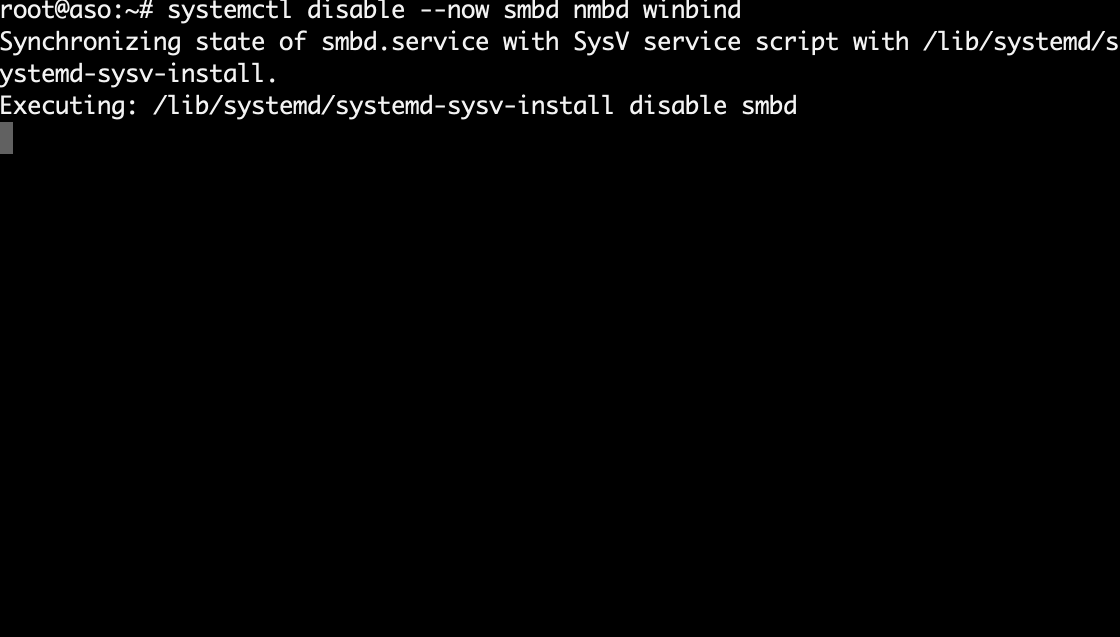 root@aso:~# systemctl disable --now smbd nmbd winbind
Synchronizing state of smbd.service with SysV service script with /lib/systemd/s
ystemd-sysv-install.
Executing: /lib/systemd/systemd-sysv-install disable smbd